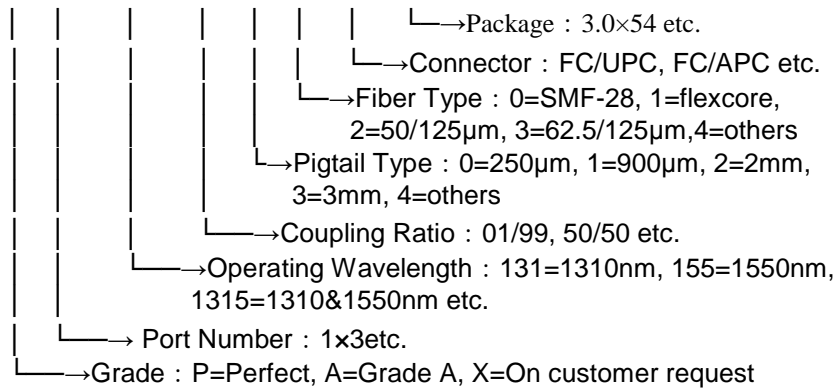 →Package：3.0×54 etc.
→Connector：FC/UPC, FC/APC etc.
→Fiber Type：0=SMF-28, 1=flexcore,
2=50/125μm, 3=62.5/125μm,4=others
→Pigtail Type：0=250μm, 1=900μm, 2=2mm,
3=3mm, 4=others
→Coupling Ratio：01/99, 50/50 etc.
→Operating Wavelength：131=1310nm, 155=1550nm,
1315=1310&1550nm etc.
→ Port Number：1×3etc.
→Grade：P=Perfect, A=Grade A, X=On customer request